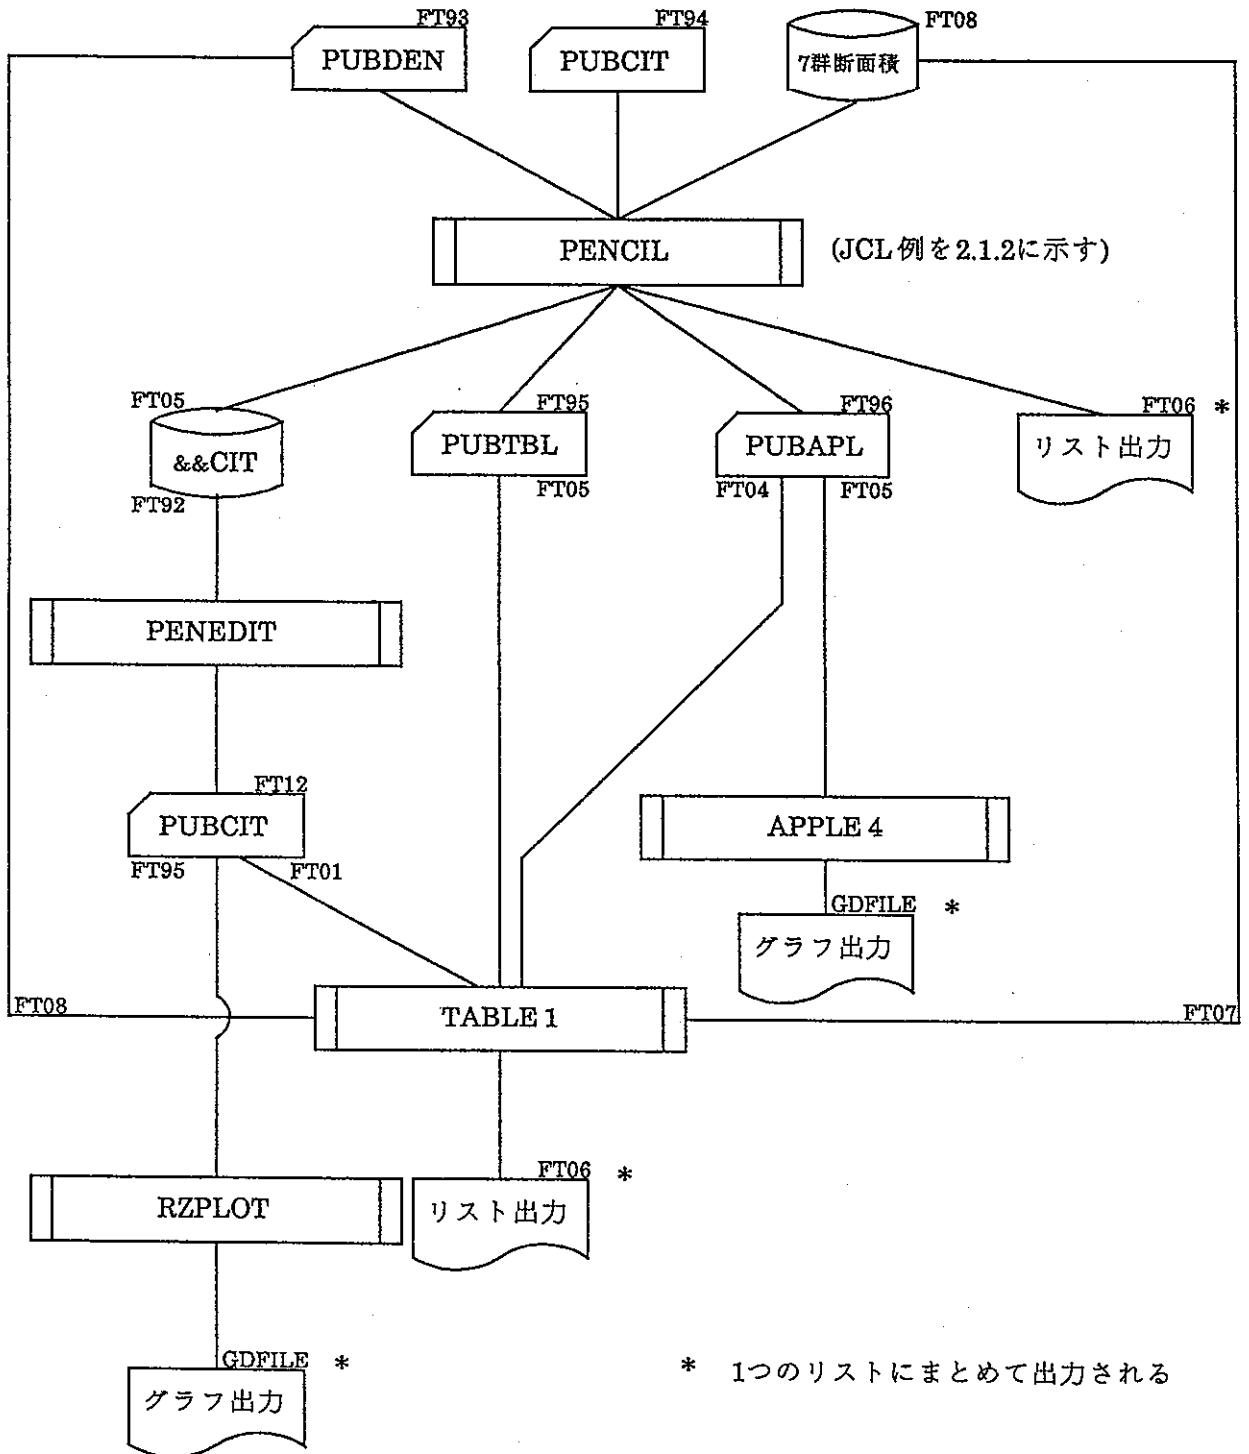 FT93
FT94
FT08
PUBDEN
PUBCIT
7群断面積
PENCIL
(JCL例を2.1.2に示す)
FT05
FT95
FT96
FT06 *
&&CIT
PUBTBL
PUBAPL
リスト出力
FT92
FT05
FT04
FT05
PENEDIT
FT12
PUBCIT
APPLE 4
FT95
FT01
GDFILE *
グラフ出力
FT08
TABLE 1
FT07
FT06 *
RZPLOT
リスト出力
GDFILE *
* 1つのリストにまとめて出力される
グラフ出力